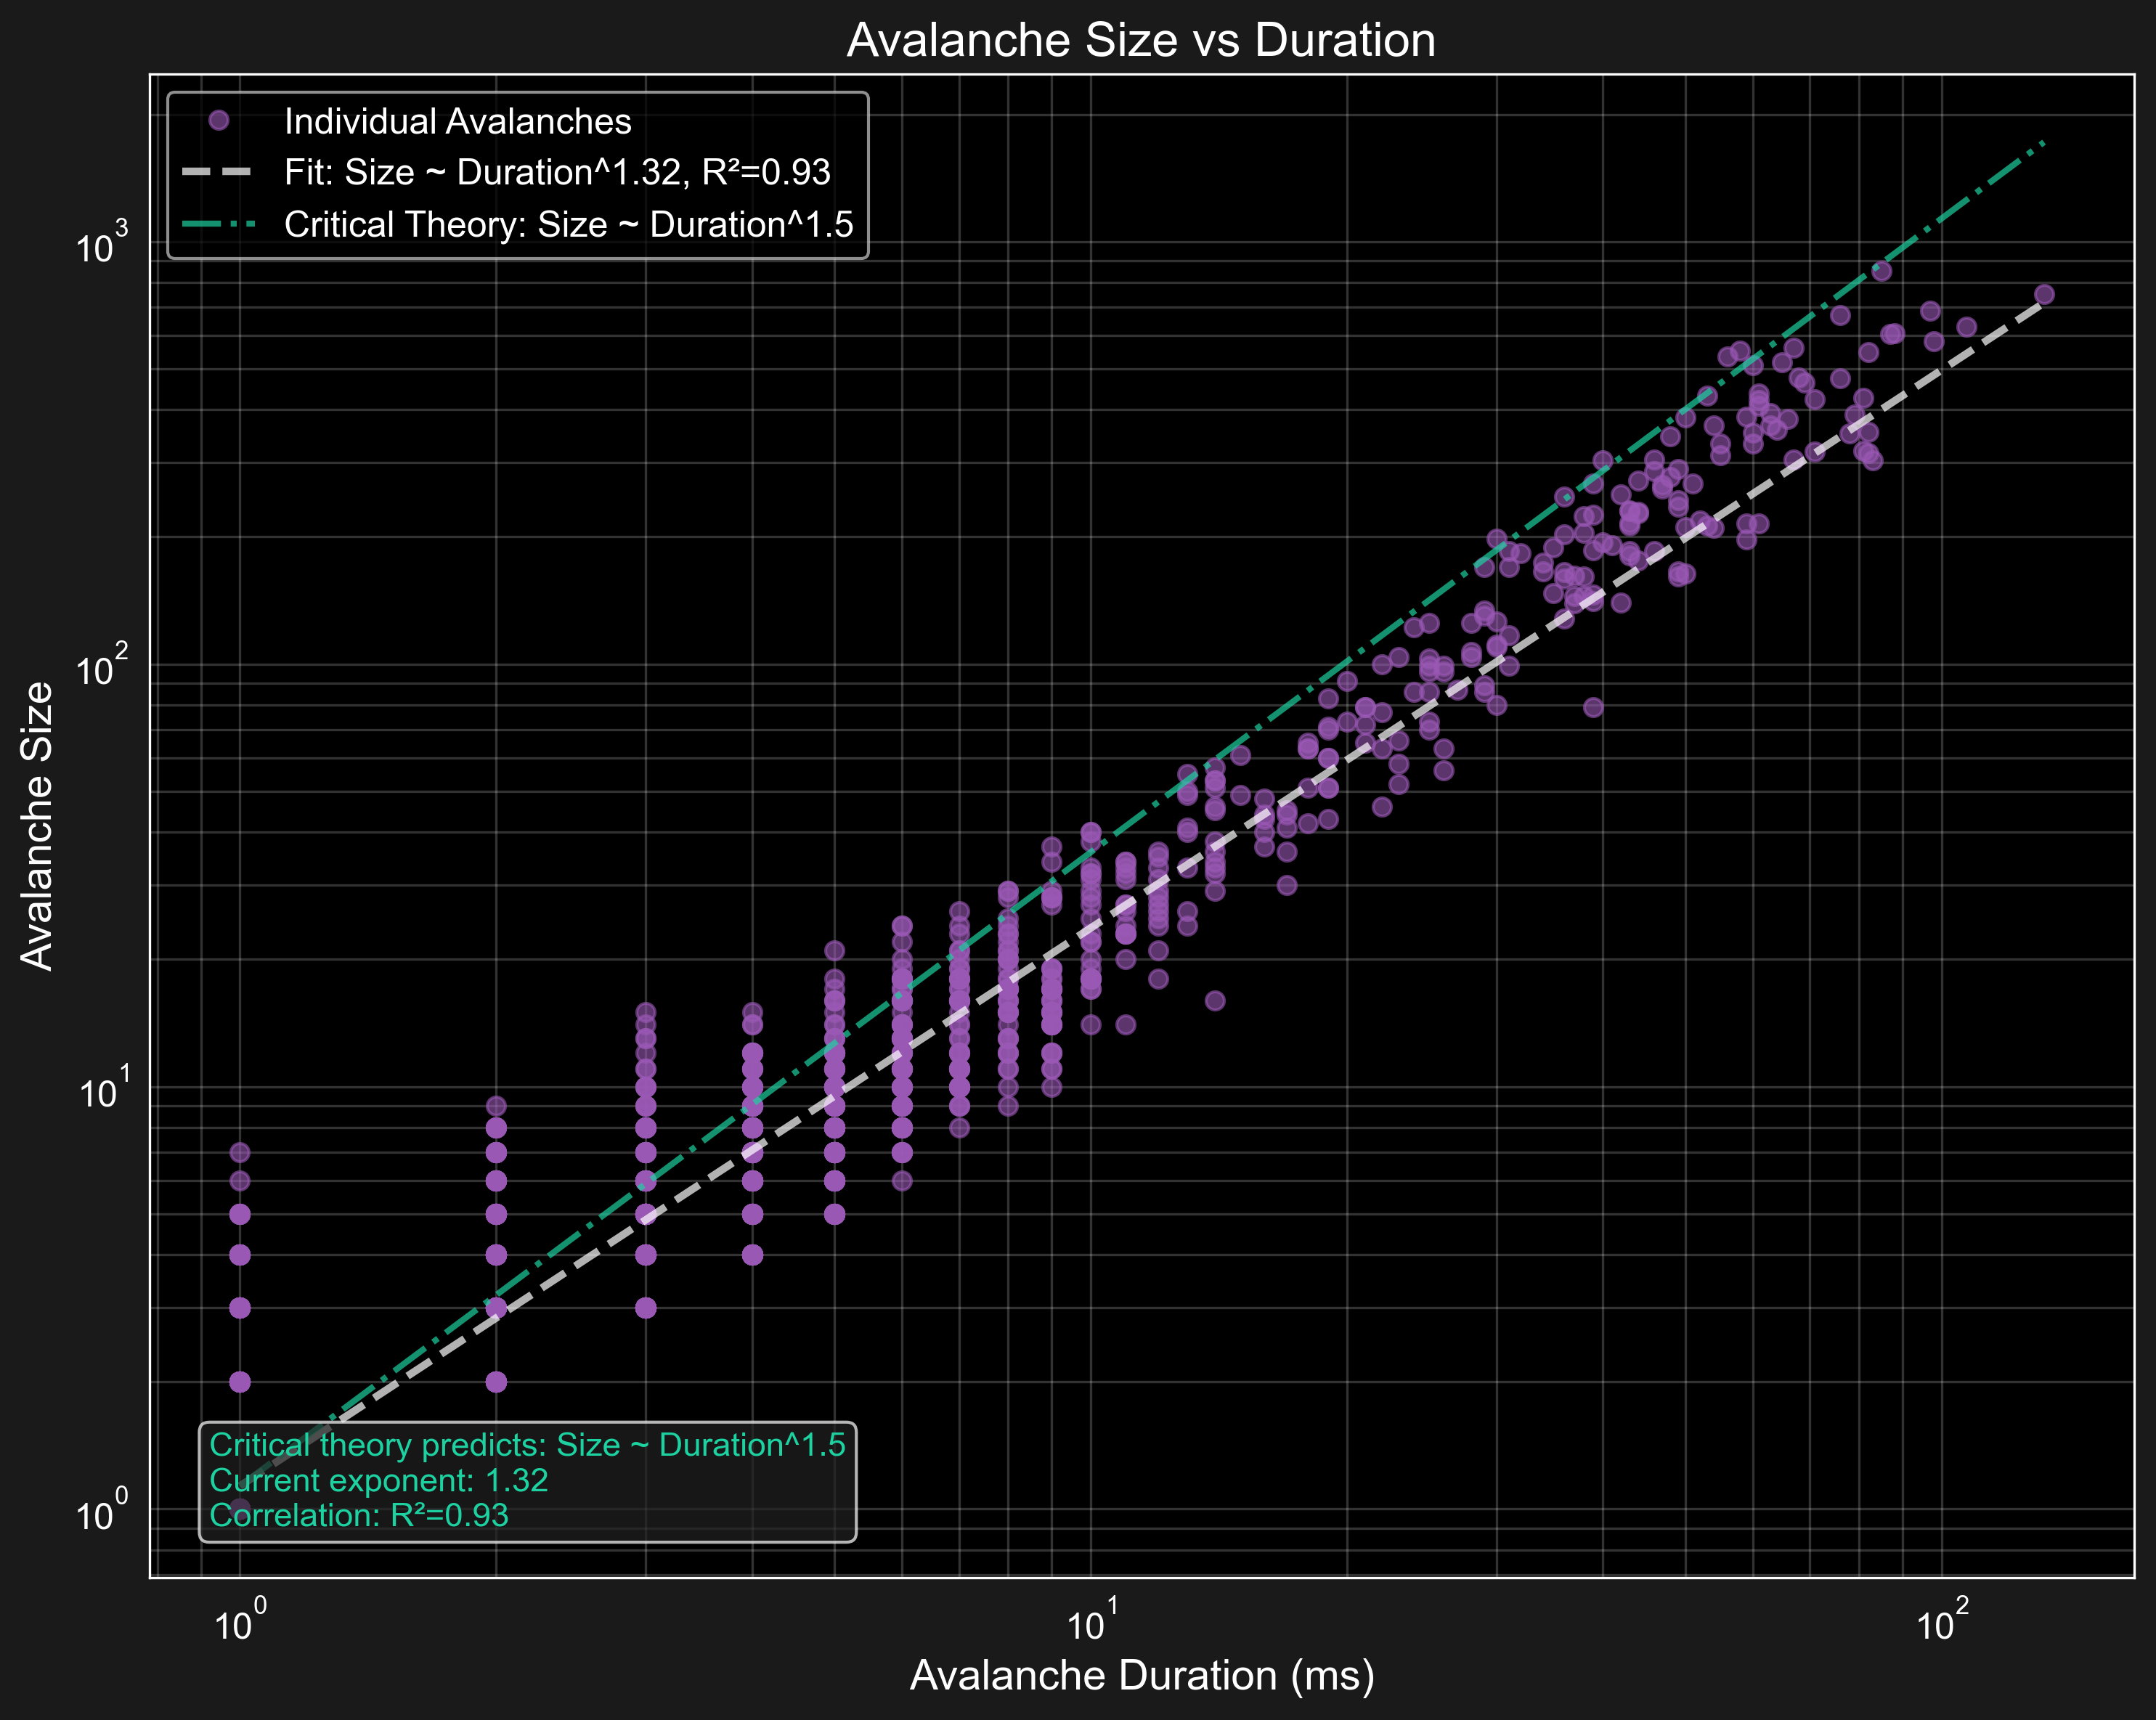 Avalanche Size vs Duration
Individual Avalanches
Fit: Size ~ Duration^1.32, R²=0.93
Critical Theory: Size ~ Duration^1.5
10³
10²
10¹
10⁰
Avalanche Size
Critical theory predicts: Size ~ Duration^1.5
Current exponent: 1.32
Correlation: R²=0.93
10⁰ 10¹ 10²
Avalanche Duration (ms)